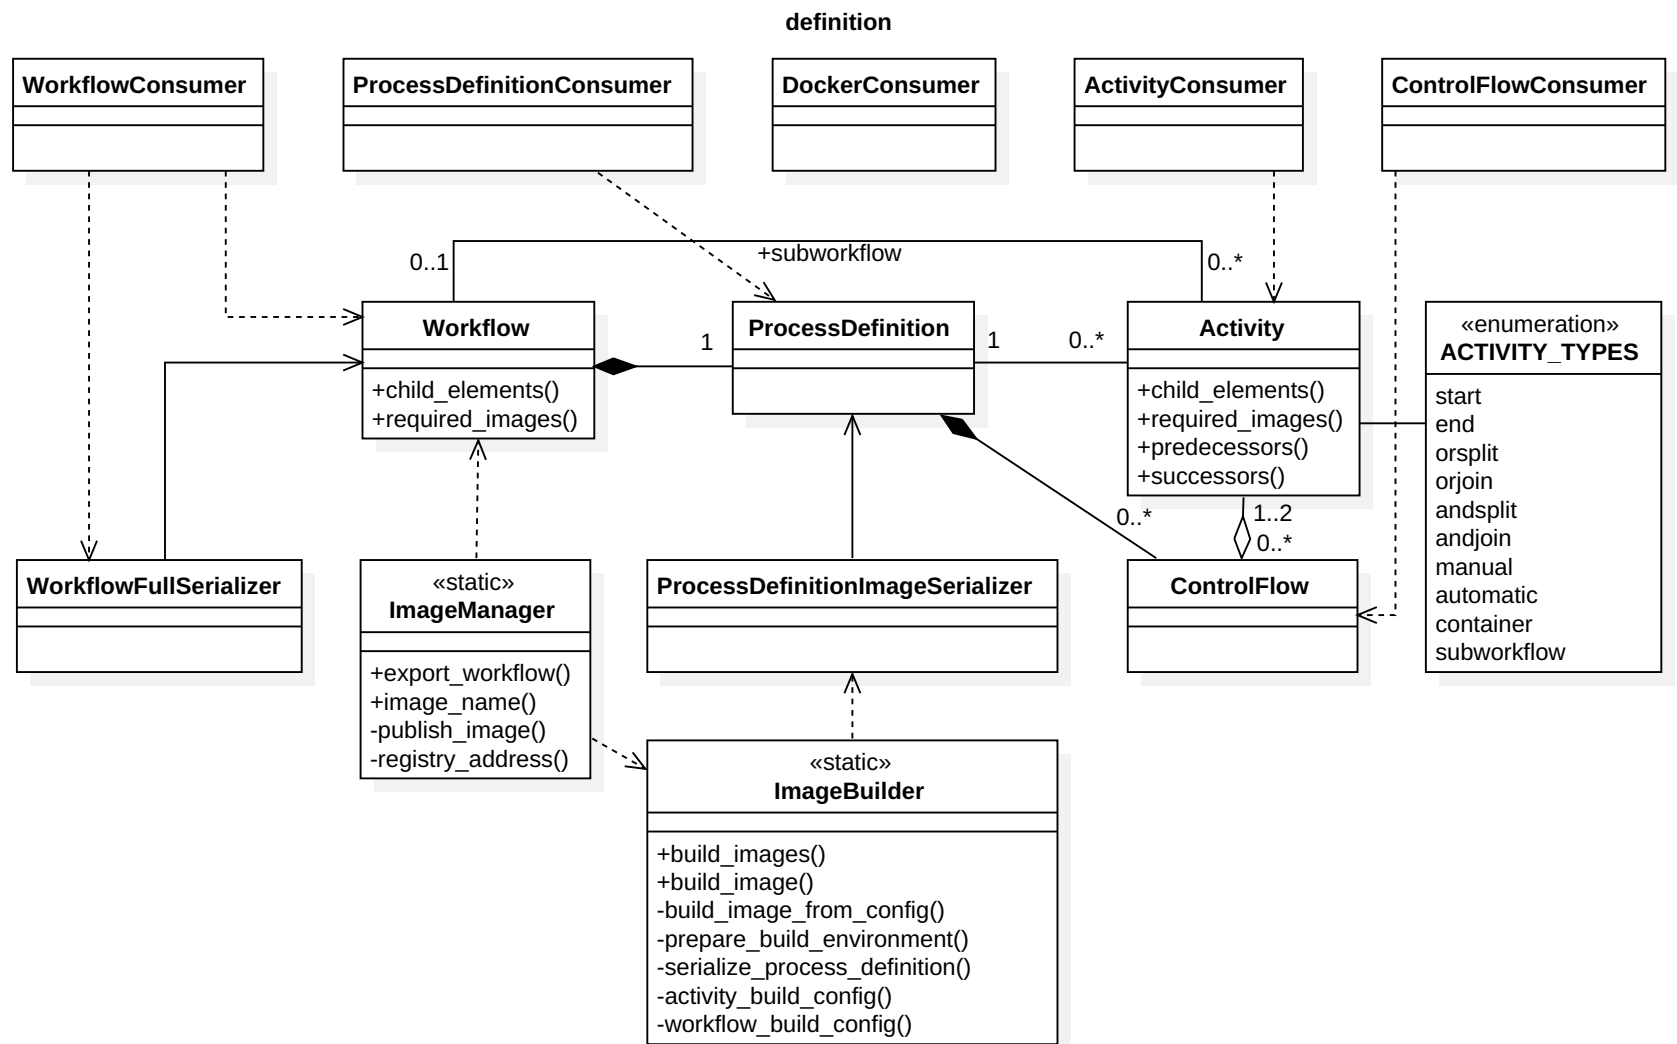 definition
WorkflowConsumer
ProcessDefinitionConsumer
DockerConsumer
ActivityConsumer
ControlFlowConsumer
+subworkflow
0..1
0..*
Workflow
+child_elements()
+required_images()
1
ProcessDefinition
1
0..*
Activity
+child_elements()
+required_images()
+predecessors()
+successors()
«enumeration»
ACTIVITY_TYPES
start
end
orsplit
orjoin
andsplit
andjoin
manual
automatic
container
subworkflow
0..*
1..2
0..*
WorkflowFullSerializer
«static»
ImageManager
+export_workflow()
+image_name()
-publish_image()
-registry_address()
ProcessDefinitionImageSerializer
ControlFlow
«static»
ImageBuilder
+build_images()
+build_image()
-build_image_from_config()
-prepare_build_environment()
-serialize_process_definition()
-activity_build_config()
-workflow_build_config()